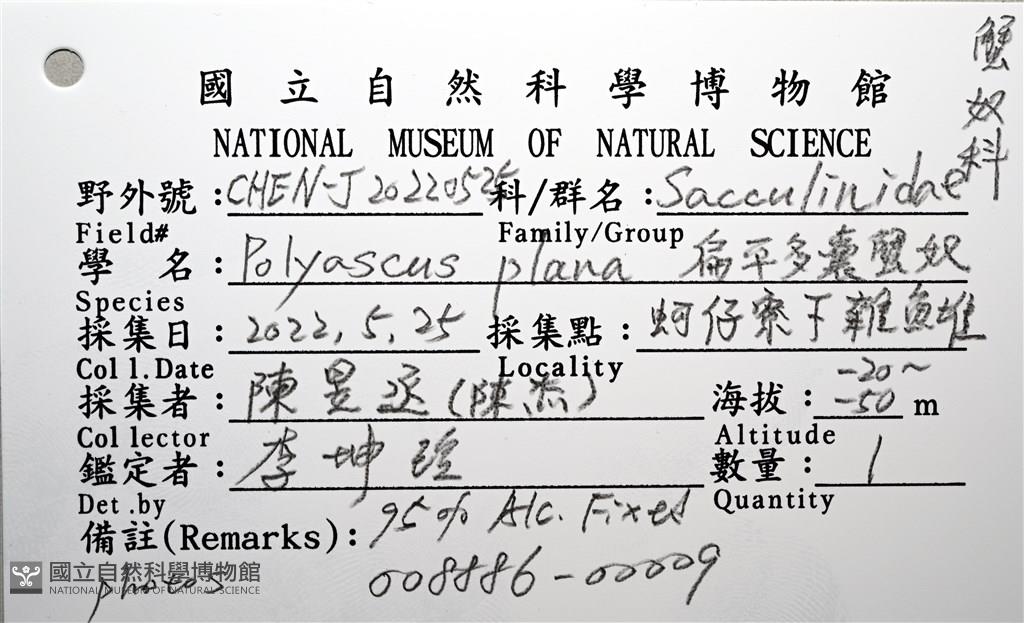 蟹奴科
國立自然科學博物館
NATIONAL MUSEUM OF NATURAL SCIENCE
野外號：CHEN-J 20220525 科/群名：Sacculinidae
Field# Family/Group
學 名：Polyascus plana 扁平多囊蟹奴
Species
採集日：2022.5.25 採集點：蚵仔寮下雜魚堆
Coll.Date Locality
採集者：陳昱丞(陳杰) 海拔：-20～-50 m
Collector Altitude
鑑定者：李坤瑄 數量：1
Det.by Quantity
備註(Remarks)：95% Alc. Fixed
photos 008886-00009
國立自然科學博物館
NATIONAL MUSEUM OF NATURAL SCIENCE